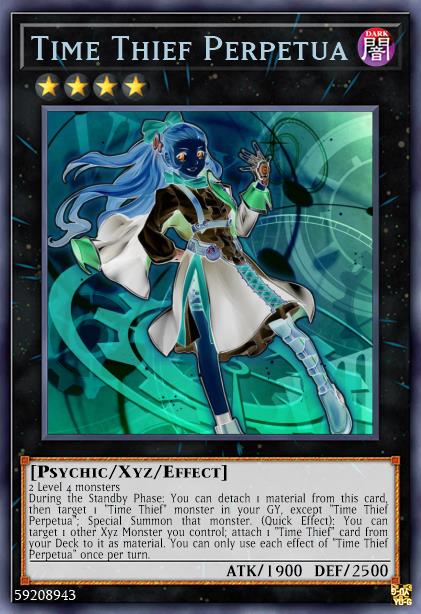 TIME THIEF PERPETUA
DARK
闇
[PSYCHIC/XYZ/EFFECT]
2 Level 4 monsters
During the Standby Phase: You can detach 1 material from this card,
then target 1 "Time Thief" monster in your GY, except "Time Thief
Perpetua"; Special Summon that monster. (Quick Effect): You can
target 1 other Xyz Monster you control; attach 1 "Time Thief" card from
your Deck to it as material. You can only use each effect of "Time Thief
Perpetua" once per turn.
ATK/1900 DEF/2500
59208943